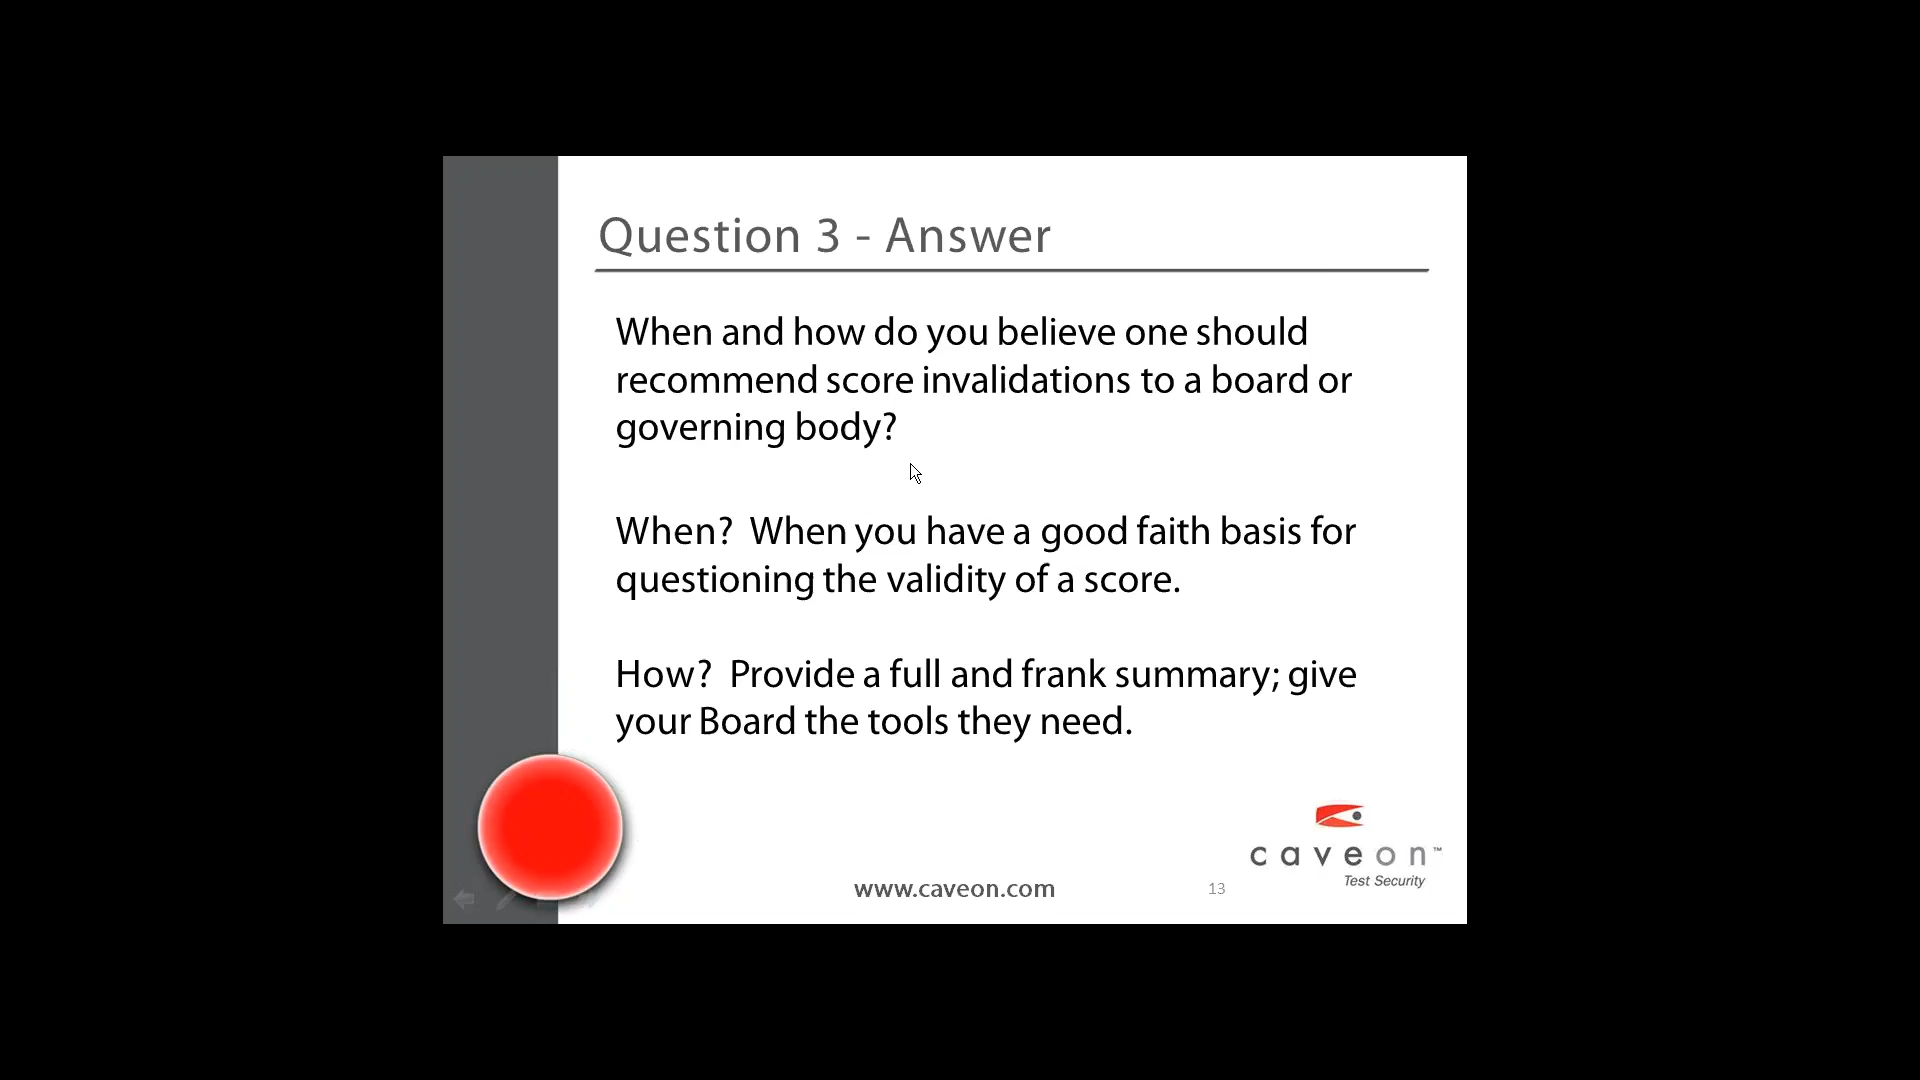 Question 3 - Answer
When and how do you believe one should
recommend score invalidations to a board or
governing body?
When?  When you have a good faith basis for
questioning the validity of a score.
How?  Provide a full and frank summary; give
your Board the tools they need.
caveon™
Test Security
www.caveon.com
13